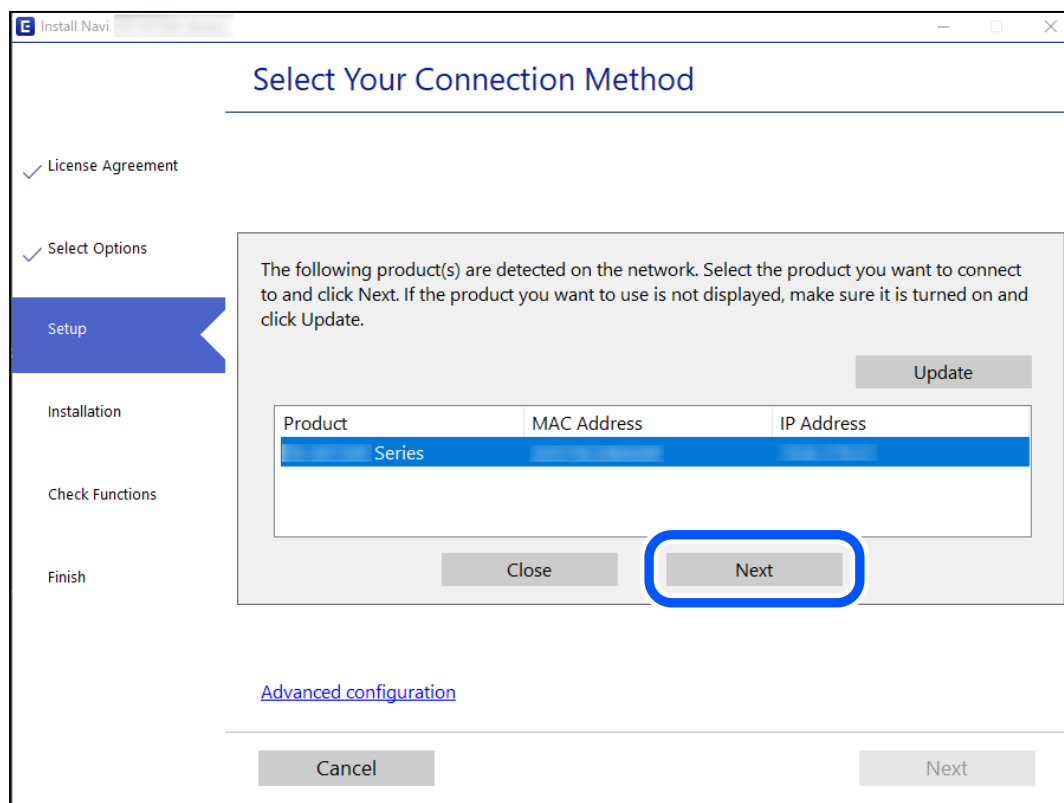 E Install Navi
Select Your Connection Method
License Agreement
Select Options
Setup
Installation
Check Functions
Finish
The following product(s) are detected on the network. Select the product you want to connect
to and click Next. If the product you want to use is not displayed, make sure it is turned on and
click Update.
Update
Product MAC Address IP Address
Series
Close Next
Advanced configuration
Cancel Next